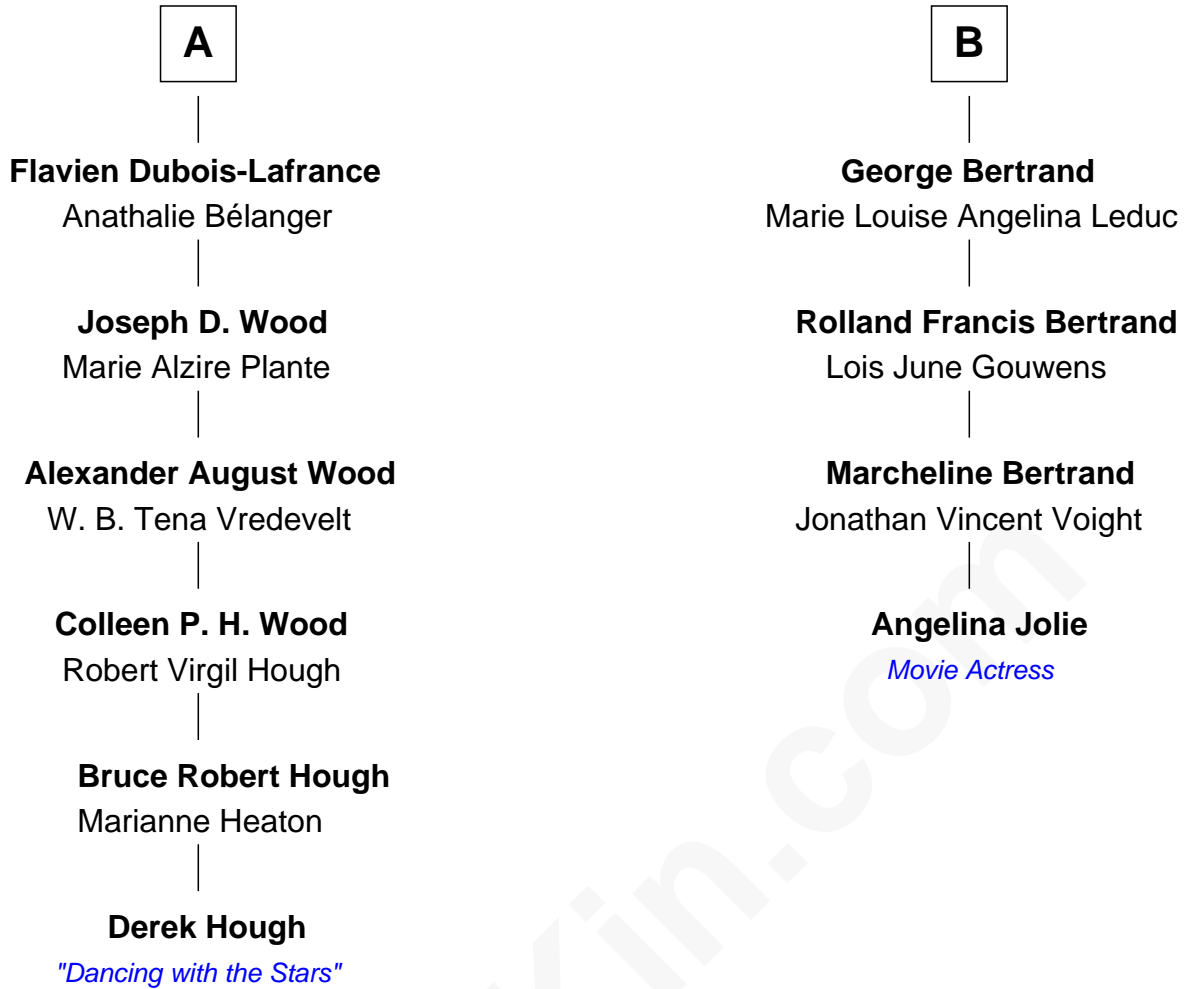 A
Flavien Dubois-Lafrance
Anathalie Bélanger
Joseph D. Wood
Marie Alzire Plante
Alexander August Wood
W. B. Tena Vredevelt
Colleen P. H. Wood
Robert Virgil Hough
Bruce Robert Hough
Marianne Heaton
Derek Hough
"Dancing with the Stars"
B
George Bertrand
Marie Louise Angelina Leduc
Rolland Francis Bertrand
Lois June Gouwens
Marcheline Bertrand
Jonathan Vincent Voight
Angelina Jolie
Movie Actress
Kin.com